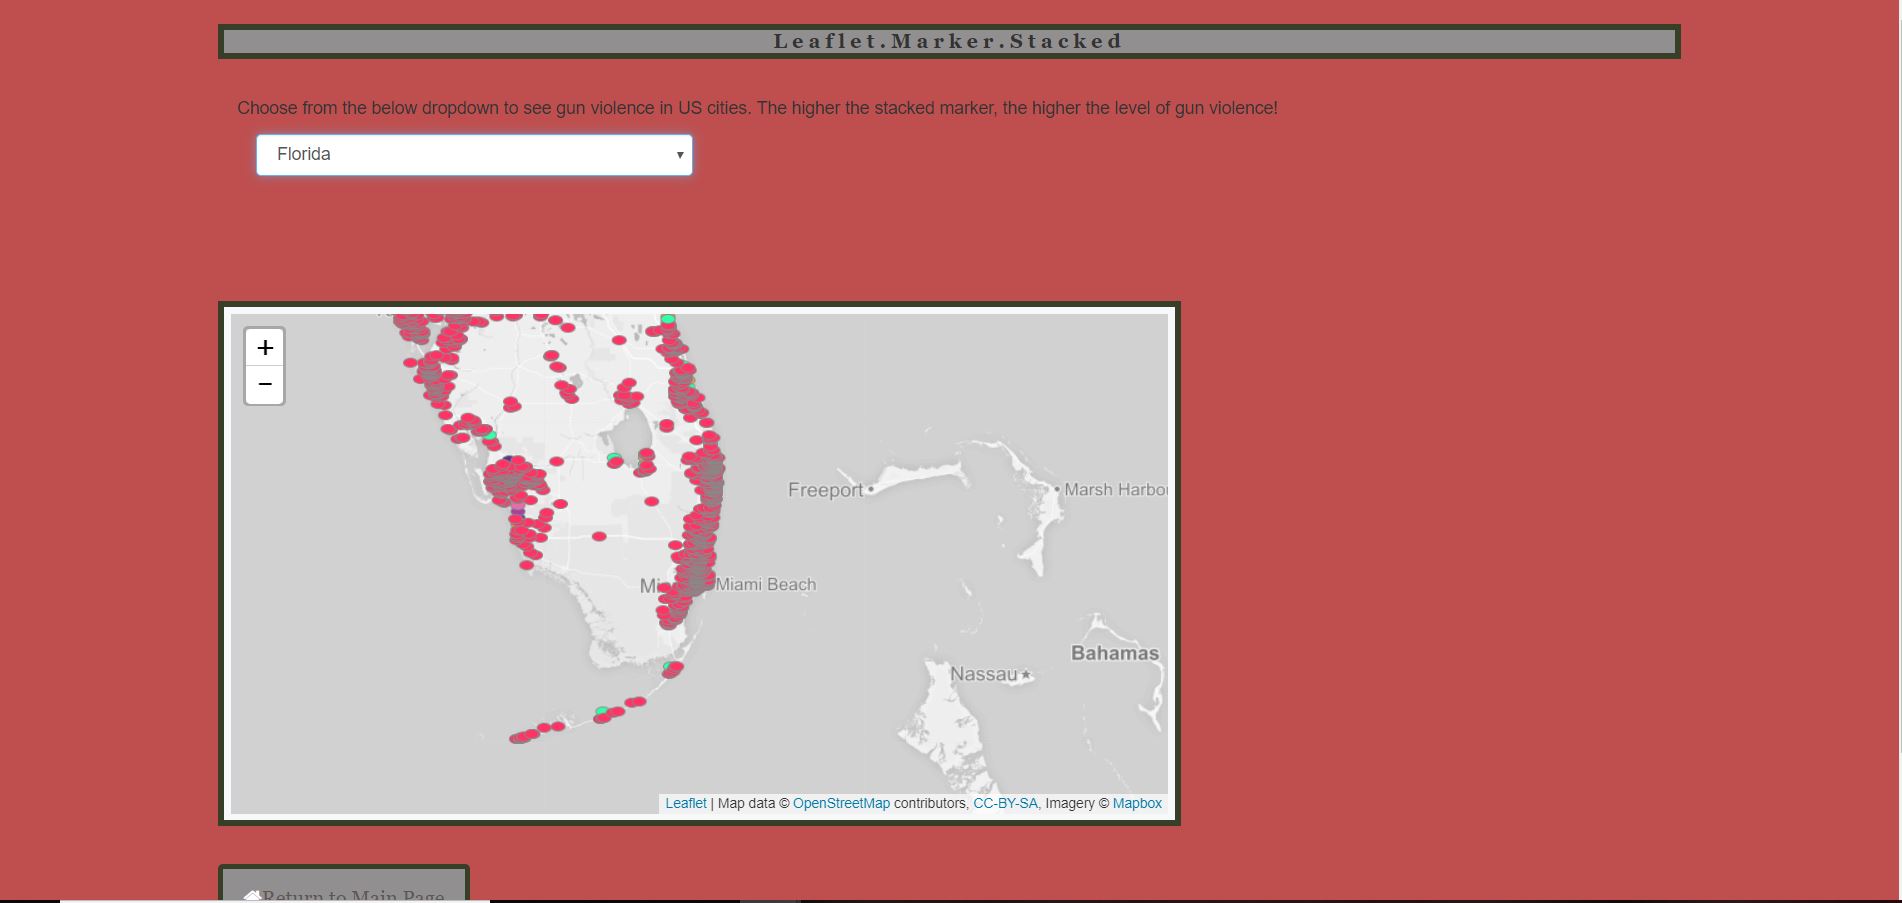 Leaflet.Marker.Stacked
Choose from the below dropdown to see gun violence in US cities. The higher the stacked marker, the higher the level of gun violence!
Florida
+
−
Freeport
Marsh Harbo
Miami Beach
Bahamas
Nassau
Leaflet | Map data © OpenStreetMap contributors, CC-BY-SA, Imagery © Mapbox
Return to Main Page